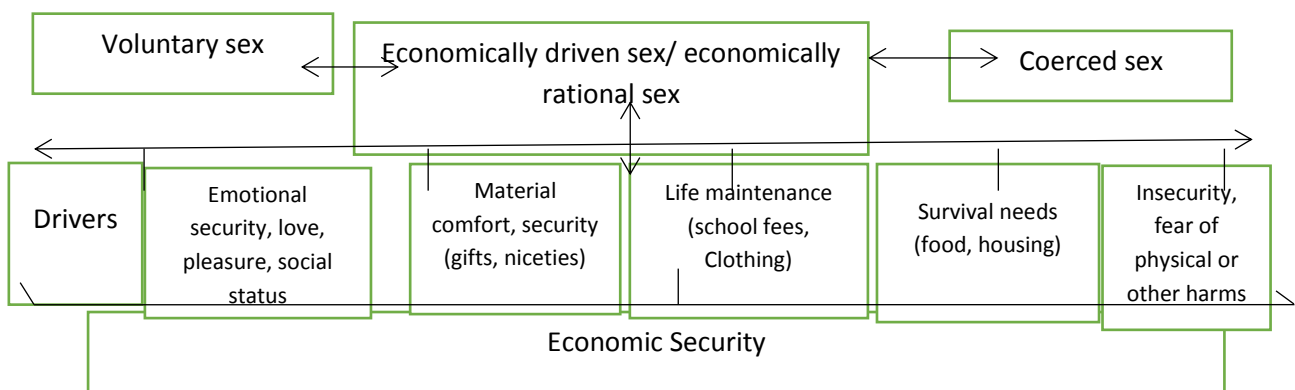 Voluntary sex
Economically driven sex/ economically
rational sex
Coerced sex
Drivers
Emotional
security, love,
pleasure, social
status
Material
comfort, security
(gifts, niceties)
Life maintenance
(school fees,
Clothing)
Survival needs
(food, housing)
Insecurity,
fear of
physical or
other harms
Economic Security